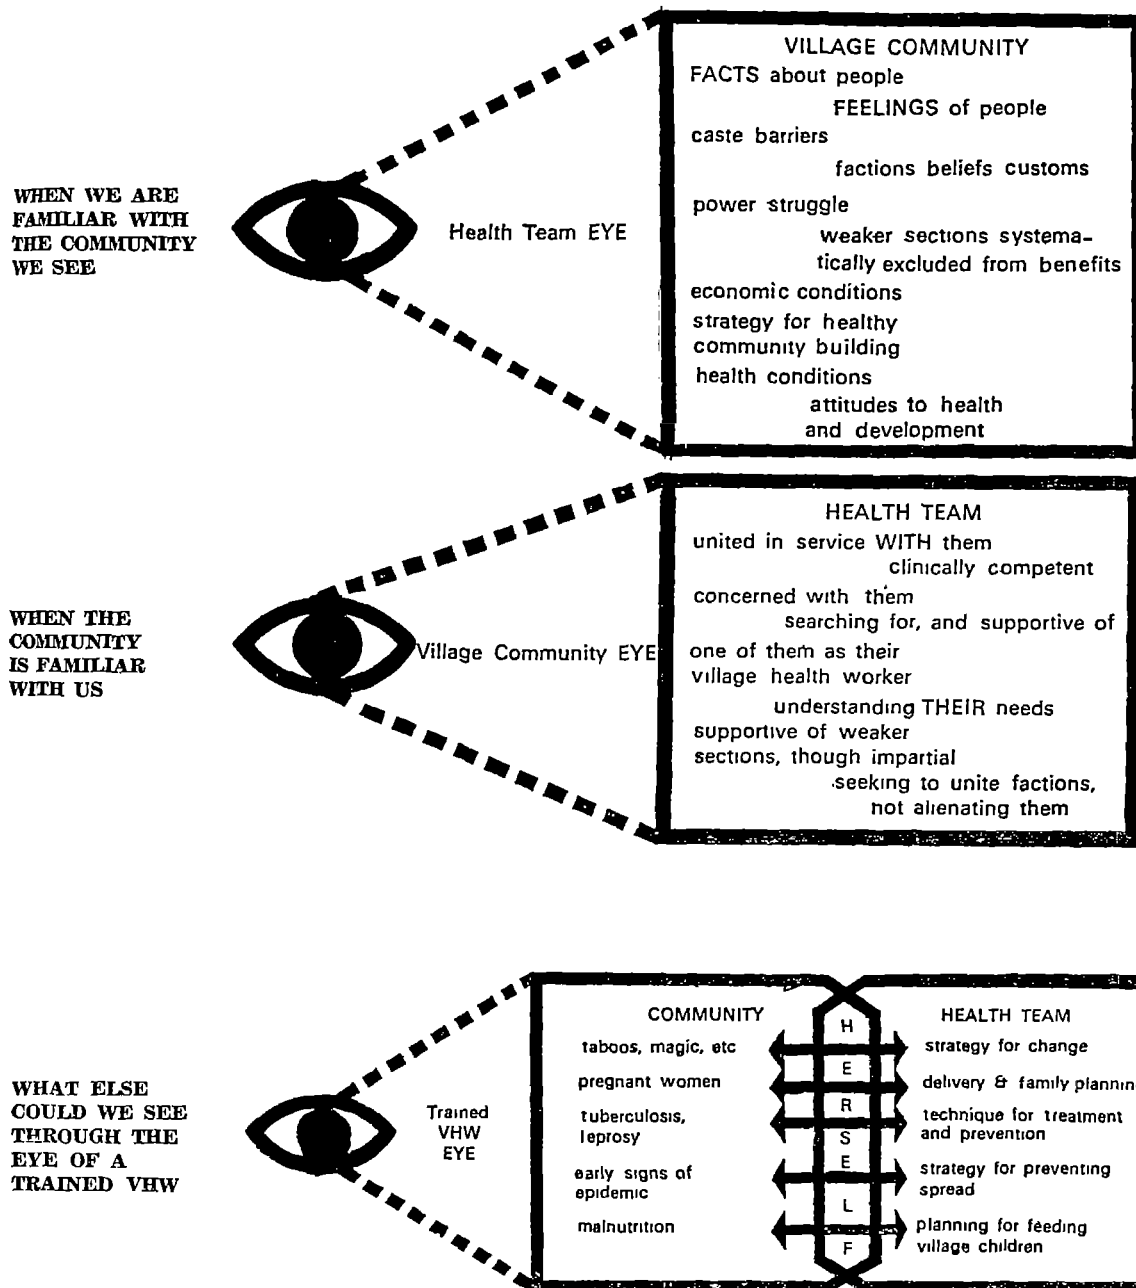 WHEN WE ARE
FAMILIAR WITH
THE COMMUNITY
WE SEE
Health Team EYE
VILLAGE COMMUNITY
FACTS about people
FEELINGS of people
caste barriers
factions beliefs customs
power struggle
weaker sections systema-
tically excluded from benefits
economic conditions
strategy for healthy
community building
health conditions
attitudes to health
and development
WHEN THE
COMMUNITY
IS FAMILIAR
WITH US
Village Community EYE
HEALTH TEAM
united in service WITH them
clinically competent
concerned with them
searching for, and supportive of
one of them as their
village health worker
understanding THEIR needs
supportive of weaker
sections, though impartial
seeking to unite factions,
not alienating them
WHAT ELSE
COULD WE SEE
THROUGH THE
EYE OF A
TRAINED VHW
Trained
VHW
EYE
COMMUNITY
taboos, magic, etc
pregnant women
tuberculosis,
leprosy
early signs of
epidemic
malnutrition
H
E
R
S
E
L
F
HEALTH TEAM
strategy for change
delivery & family planning
technique for treatment
and prevention
strategy for preventing
spread
planning for feeding
village children